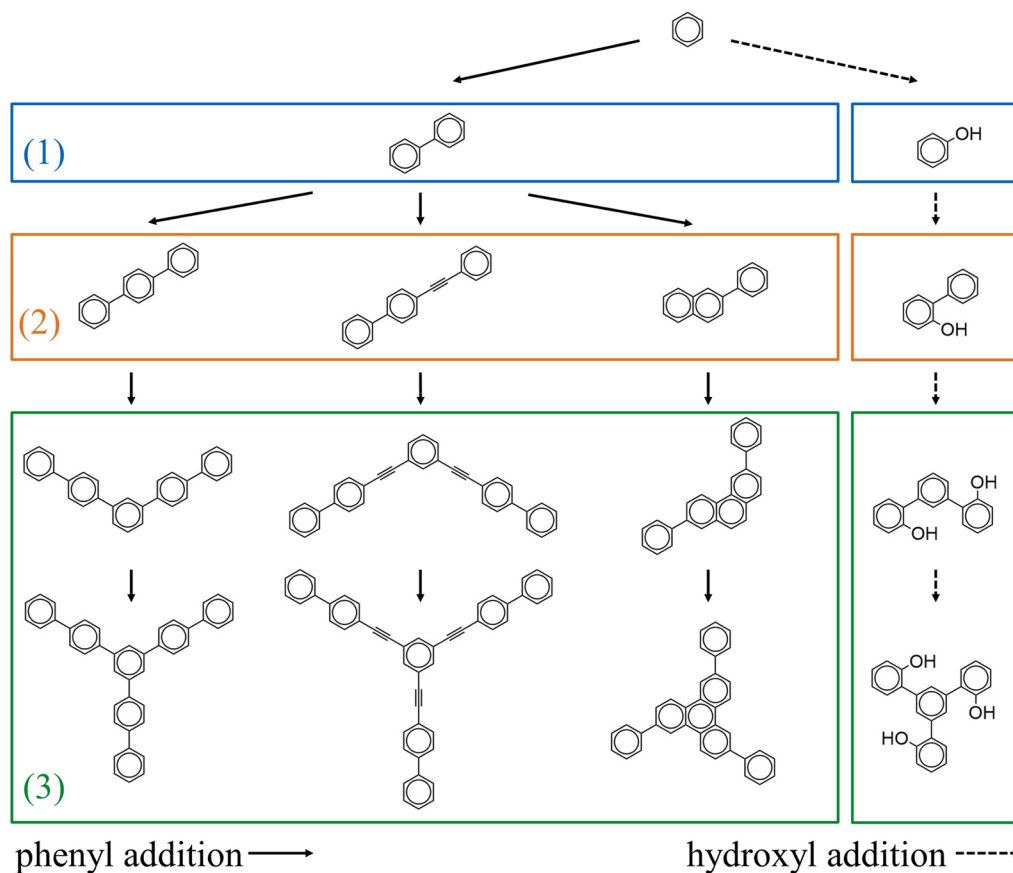 (1)
OH
(2)
OH
OH
OH
OH
OH
HO
(3)
phenyl addition
hydroxyl addition